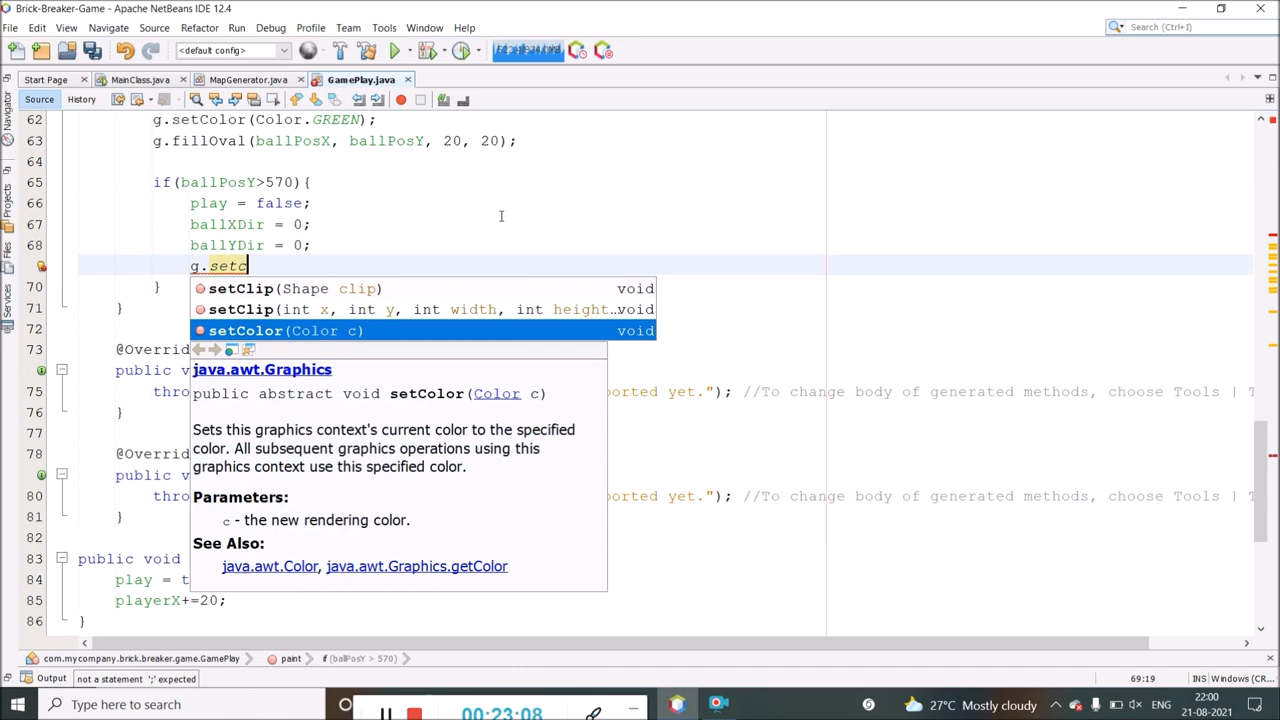 Brick-Breaker-Game - Apache NetBeans IDE 12.4
File Edit View Navigate Source Refactor Run Debug Profile Team Tools Window Help
Search (Ctrl+I)
<default config>
Start Page MainClass.java MapGenerator.java GamePlay.java
Source History
Navigator
Projects
Files
Services
62 g.setColor(Color.GREEN);
63 g.fillOval(ballPosX, ballPosY, 20, 20);
64
65 if(ballPosY>570){
66 play = false;
67 ballXDir = 0;
68 ballYDir = 0;
g.setc
setClip(Shape clip) void
70 }
setClip(int x, int y, int width, int height… void
71 }
setColor(Color c) void
72
73 @Overrid
java.awt.Graphics
public v
public abstract void setColor(Color c)
75 thro ported yet."); //To change body of generated methods, choose Tools | T
76 }
Sets this graphics context's current color to the specified
color. All subsequent graphics operations using this
graphics context use this specified color.
77
78 @Overrid
public v
80 thro ported yet."); //To change body of generated methods, choose Tools | T
Parameters:
c - the new rendering color.
81 }
82
See Also:
java.awt.Color, java.awt.Graphics.getColor
83 public void
84 play = t
85 playerX+=20;
86 }
com.mycompany.brick.breaker.game.GamePlay paint if (ballPosY > 570)
Output not a statement ';' expected 69:19 INS Windows (CR...
Type here to search
00:23:08
27°C Mostly cloudy ENG
22:00
21-08-2021